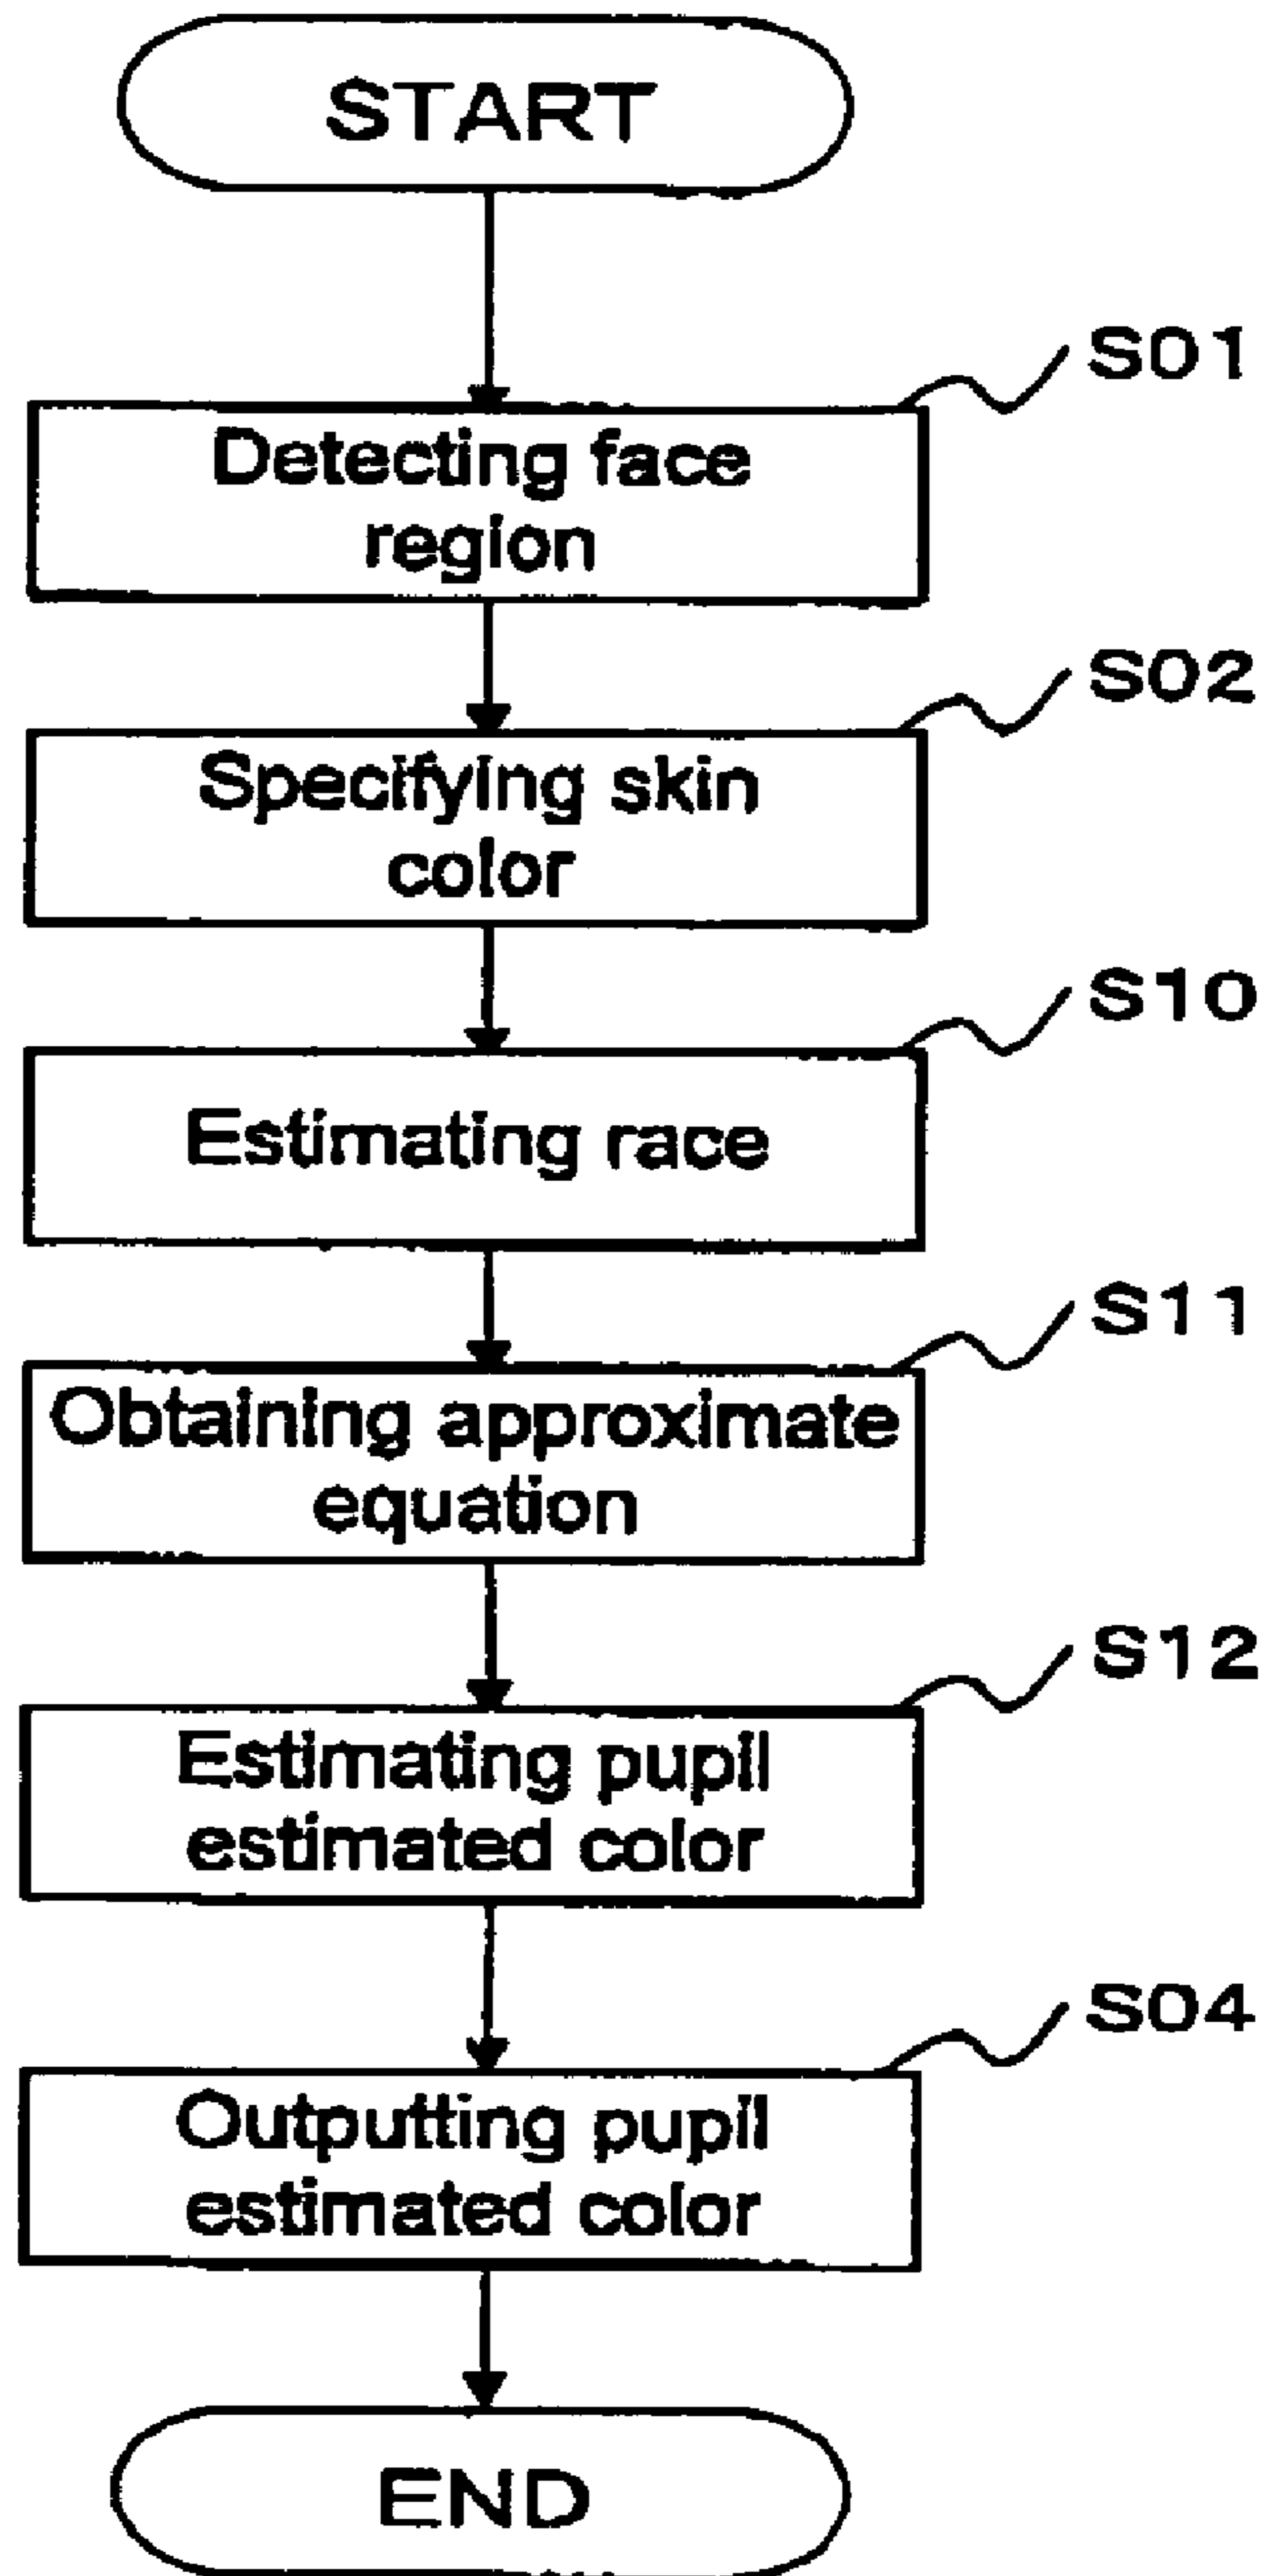 START
S01
Detecting face
region
S02
Specifying skin
color
S10
Estimating race
S11
Obtaining approximate
equation
S12
Estimating pupil
estimated color
S04
Outputting pupil
estimated color
END